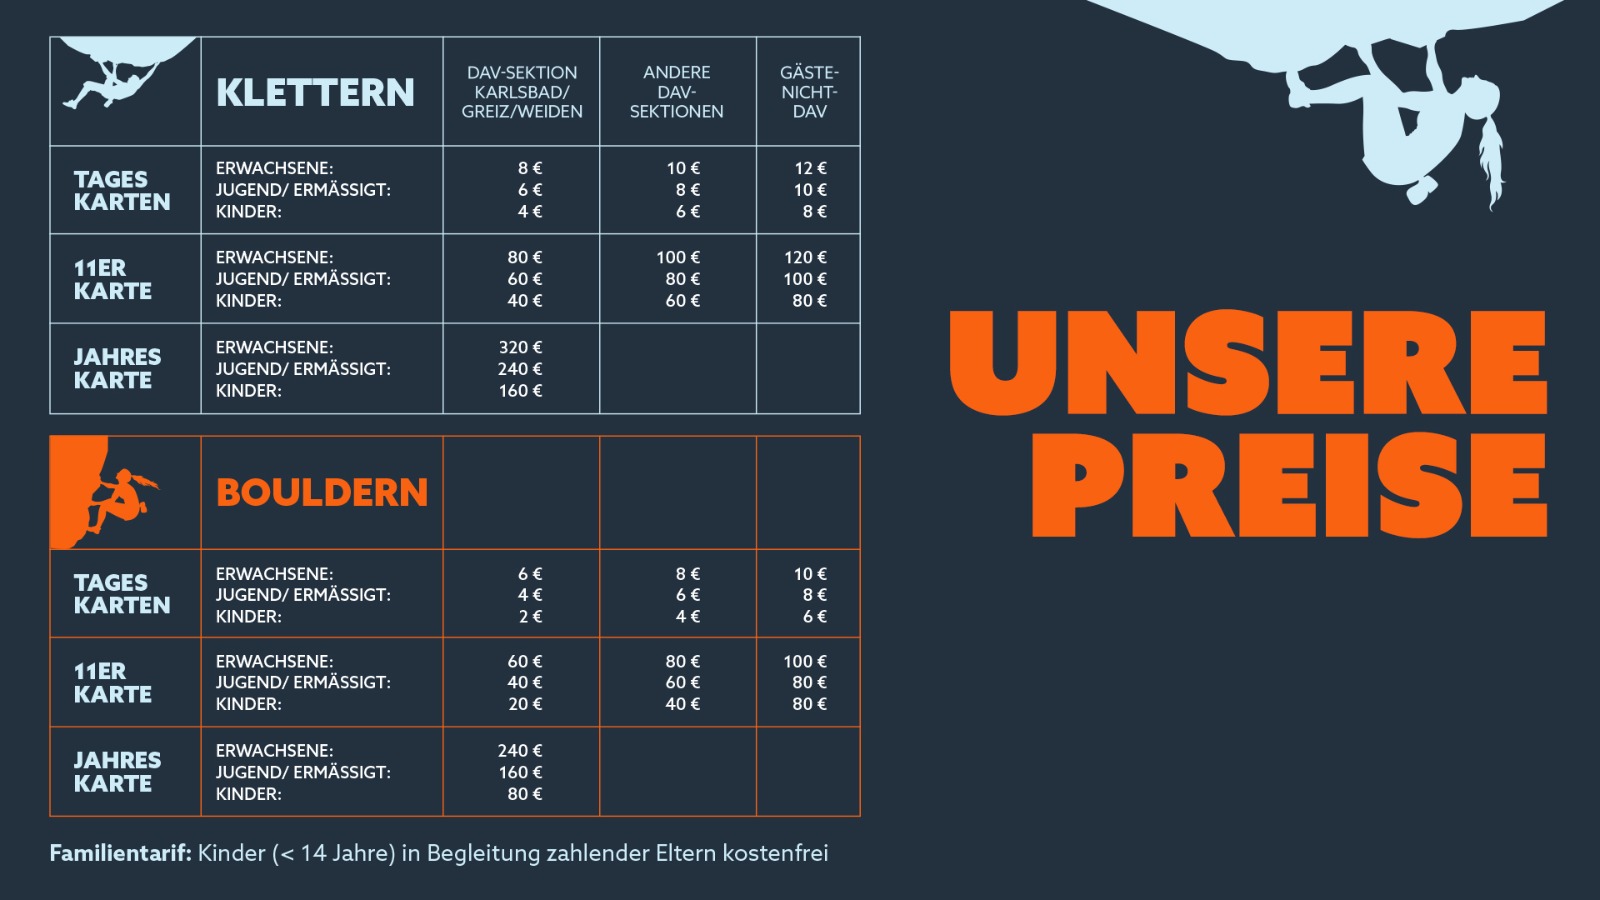 KLETTERN
DAV-SEKTION
KARLSBAD/
GREIZ/WEIDEN
ANDERE
DAV-
SEKTIONEN
GÄSTE-
NICHT-
DAV
TAGES
KARTEN
ERWACHSENE: 8 € 10 € 12 €
JUGEND/ ERMÄSSIGT: 6 € 8 € 10 €
KINDER: 4 € 6 € 8 €
11ER
KARTE
ERWACHSENE: 80 € 100 € 120 €
JUGEND/ ERMÄSSIGT: 60 € 80 € 100 €
KINDER: 40 € 60 € 80 €
JAHRES
KARTE
ERWACHSENE: 320 €
JUGEND/ ERMÄSSIGT: 240 €
KINDER: 160 €
BOULDERN
TAGES
KARTEN
ERWACHSENE: 6 € 8 € 10 €
JUGEND/ ERMÄSSIGT: 4 € 6 € 8 €
KINDER: 2 € 4 € 6 €
11ER
KARTE
ERWACHSENE: 60 € 80 € 100 €
JUGEND/ ERMÄSSIGT: 40 € 60 € 80 €
KINDER: 20 € 40 € 80 €
JAHRES
KARTE
ERWACHSENE: 240 €
JUGEND/ ERMÄSSIGT: 160 €
KINDER: 80 €
Familientarif: Kinder (< 14 Jahre) in Begleitung zahlender Eltern kostenfrei
UNSERE
PREISE